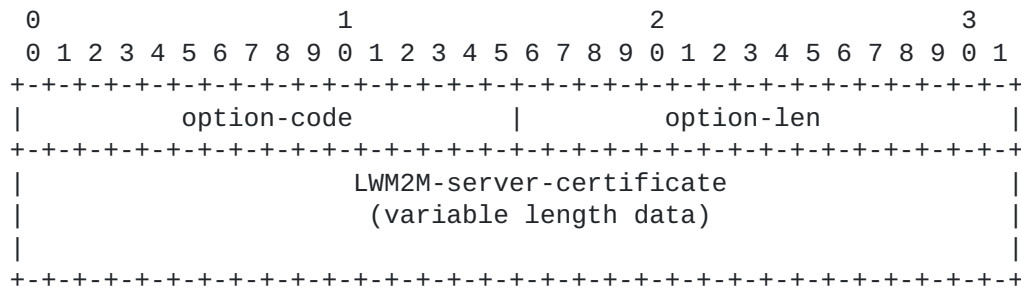 0                   1                   2                   3
 0 1 2 3 4 5 6 7 8 9 0 1 2 3 4 5 6 7 8 9 0 1 2 3 4 5 6 7 8 9 0 1
+-+-+-+-+-+-+-+-+-+-+-+-+-+-+-+-+-+-+-+-+-+-+-+-+-+-+-+-+-+-+-+-+
|          option-code          |         option-len            |
+-+-+-+-+-+-+-+-+-+-+-+-+-+-+-+-+-+-+-+-+-+-+-+-+-+-+-+-+-+-+-+-+
|                     LWM2M-server-certificate                  |
|                      (variable length data)                   |
|                                                               |
+-+-+-+-+-+-+-+-+-+-+-+-+-+-+-+-+-+-+-+-+-+-+-+-+-+-+-+-+-+-+-+-+